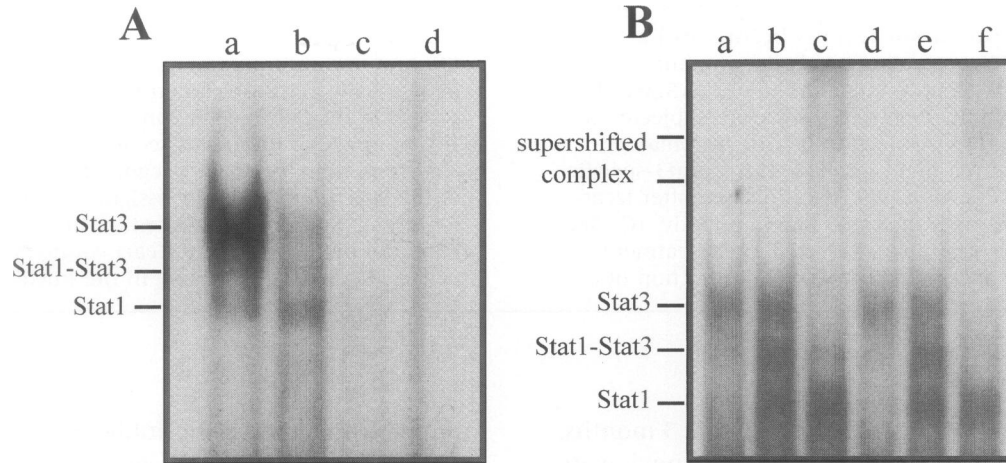 A
a b c d
Stat3
Stat1-Stat3
Stat1
B
a b c d e f
supershifted
complex
Stat3
Stat1-Stat3
Stat1